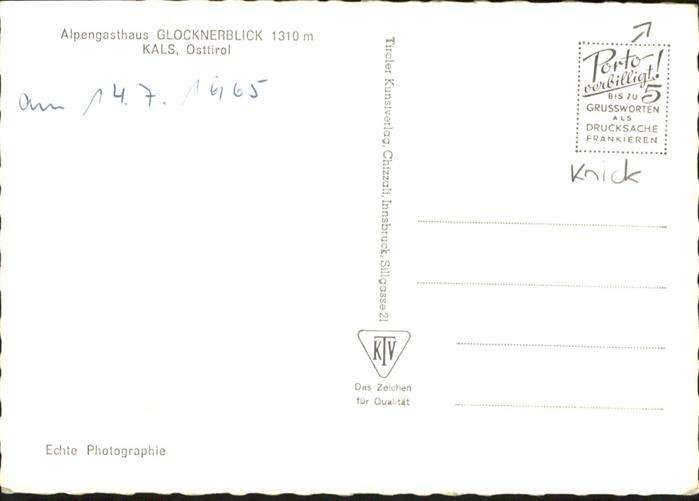 Alpengasthaus GLOCKNERBLICK 1310 m
KALS, Osttirol
am 14.7.1965
Echte Photographie
Tiroler Kunstverlag, Chizzali, Innsbruck, Sillgasse 21
KTV
Das Zeichen
für Qualität
Porto
verbilligt!
BIS ZU 5
GRUSSWORTEN
ALS
DRUCKSACHE
FRANKIEREN
Knick